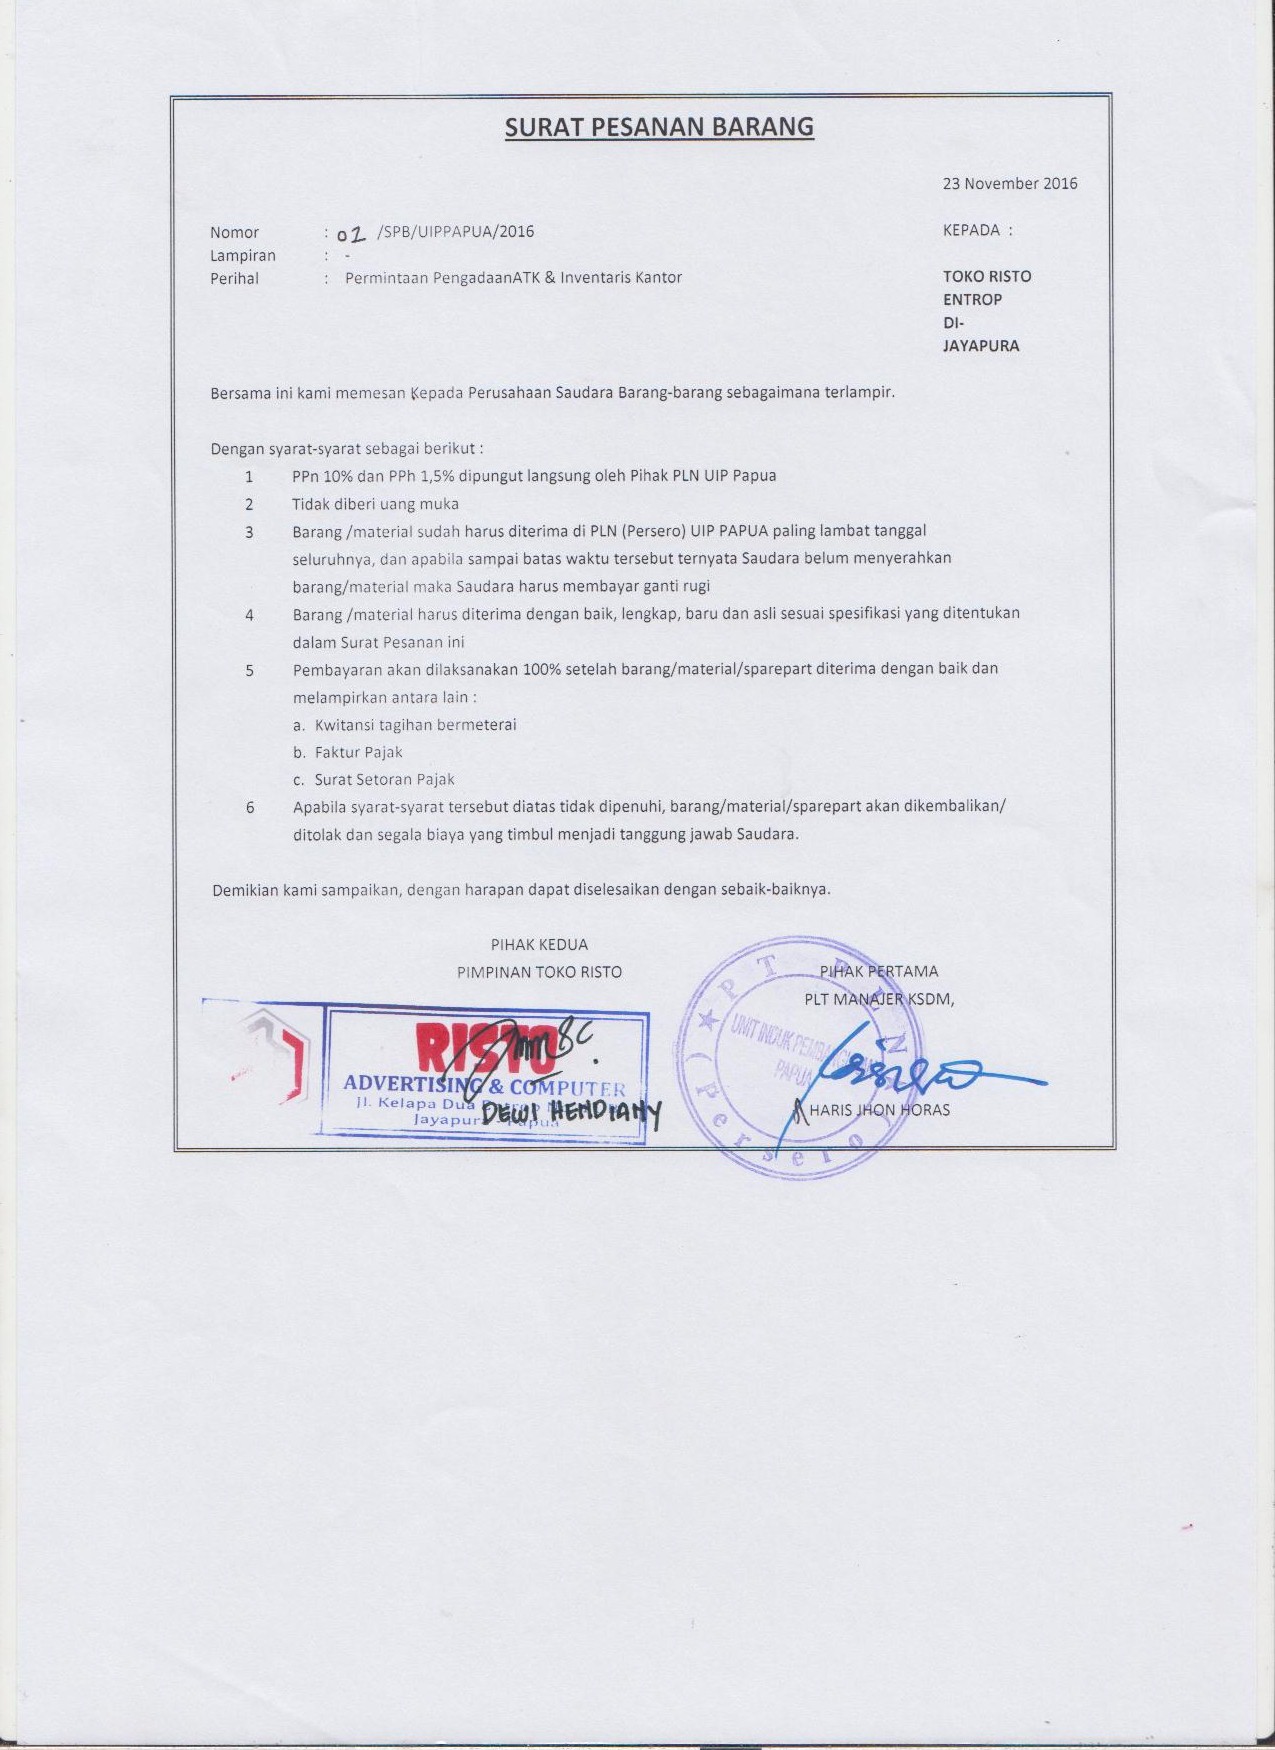 SURAT PESANAN BARANG
23 November 2016
Nomor : 02 /SPB/UIPPAPUA/2016
KEPADA :
Lampiran : -
Perihal : Permintaan PengadaanATK & Inventaris Kantor
TOKO RISTO
ENTROP
DI-
JAYAPURA
Bersama ini kami memesan Kepada Perusahaan Saudara Barang-barang sebagaimana terlampir.
Dengan syarat-syarat sebagai berikut :
1 PPn 10% dan PPh 1,5% dipungut langsung oleh Pihak PLN UIP Papua
2 Tidak diberi uang muka
3 Barang /material sudah harus diterima di PLN (Persero) UIP PAPUA paling lambat tanggal
seluruhnya, dan apabila sampai batas waktu tersebut ternyata Saudara belum menyerahkan
barang/material maka Saudara harus membayar ganti rugi
4 Barang /material harus diterima dengan baik, lengkap, baru dan asli sesuai spesifikasi yang ditentukan
dalam Surat Pesanan ini
5 Pembayaran akan dilaksanakan 100% setelah barang/material/sparepart diterima dengan baik dan
melampirkan antara lain :
a. Kwitansi tagihan bermeterai
b. Faktur Pajak
c. Surat Setoran Pajak
6 Apabila syarat-syarat tersebut diatas tidak dipenuhi, barang/material/sparepart akan dikembalikan/
ditolak dan segala biaya yang timbul menjadi tanggung jawab Saudara.
Demikian kami sampaikan, dengan harapan dapat diselesaikan dengan sebaik-baiknya.
PIHAK KEDUA
PIMPINAN TOKO RISTO
PIHAK PERTAMA
PLT MANAJER KSDM,
RISTO
ADVERTISING & COMPUTER
Jl. Kelapa Dua
Jayapura - Papua
DEWI HENDIANY
PT PLN (Persero)
UNIT INDUK PEMBANGUNAN
PAPUA
HARIS JHON HORAS